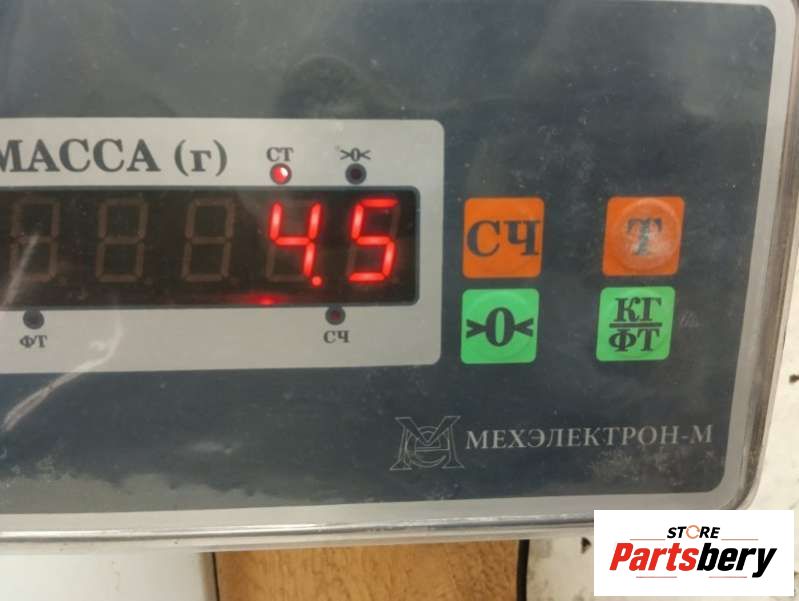 МАССА (г)
СТ >0<
4.5
ФТ СЧ
СЧ Т
>0< КГ
ФТ
МЕХЭЛЕКТРОН-М
STORE
Partsbery